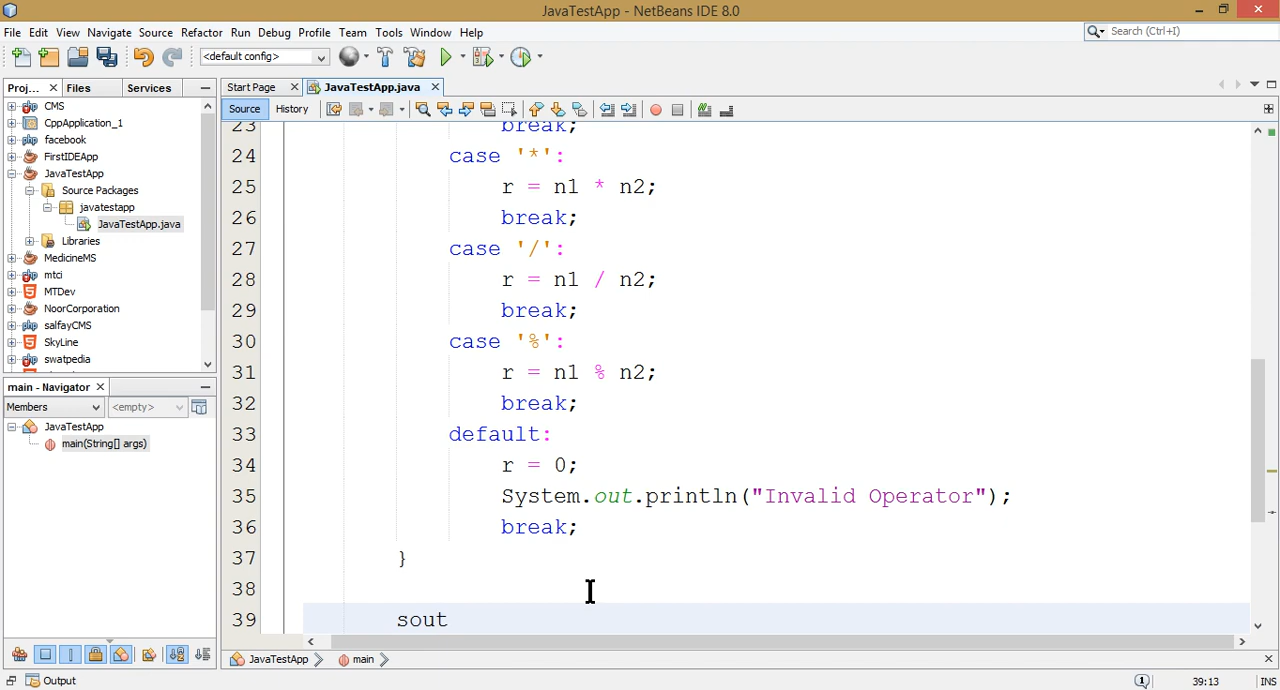 JavaTestApp - NetBeans IDE 8.0
File Edit View Navigate Source Refactor Run Debug Profile Team Tools Window Help
Search (Ctrl+I)
<default config>
Proj... Files Services
Start Page JavaTestApp.java
Source History
CMS
CppApplication_1
facebook
FirstIDEApp
JavaTestApp
Source Packages
javatestapp
JavaTestApp.java
Libraries
MedicineMS
mtci
MTDev
NoorCorporation
salfayCMS
SkyLine
swatpedia
main - Navigator
Members <empty>
JavaTestApp
main(String[] args)
23 break;
24 case '*':
25 r = n1 * n2;
26 break;
27 case '/':
28 r = n1 / n2;
29 break;
30 case '%':
31 r = n1 % n2;
32 break;
33 default:
34 r = 0;
35 System.out.println("Invalid Operator");
36 break;
37 }
38
39 sout
JavaTestApp main
Output
1 39:13 INS